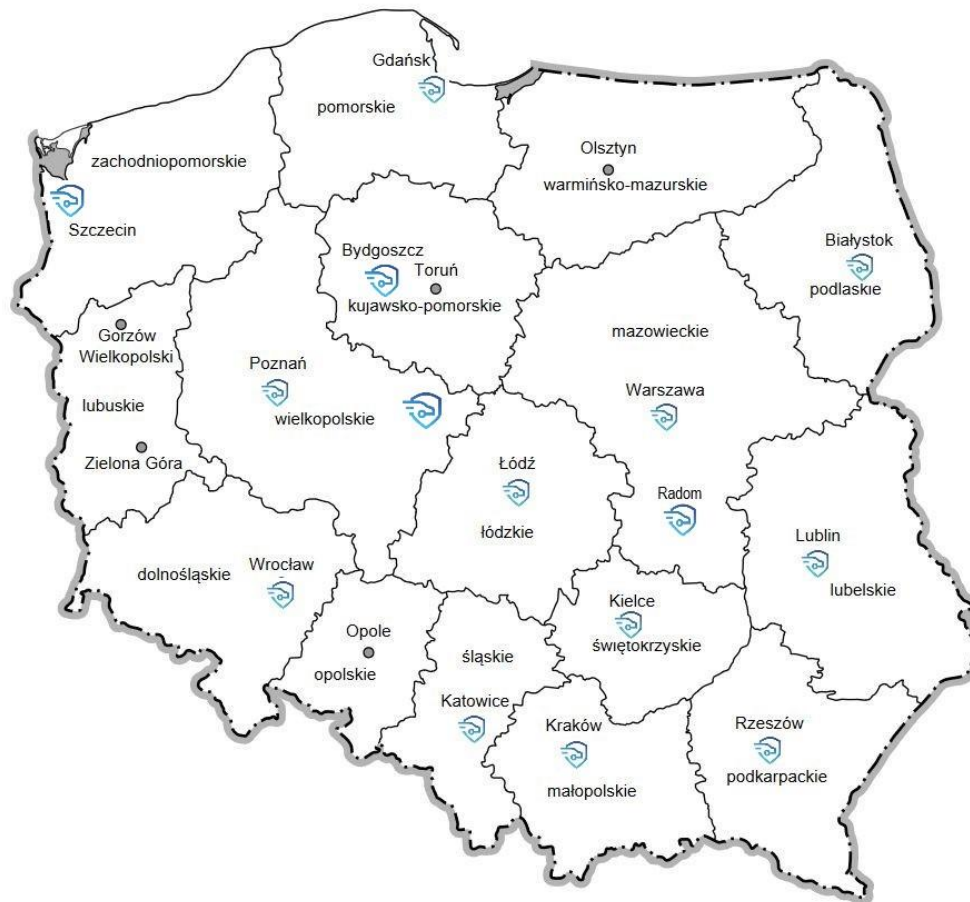 Gdańsk
pomorskie
Olsztyn
warmińsko-mazurskie
zachodniopomorskie
Szczecin
Bydgoszcz
Toruń
kujawsko-pomorskie
Białystok
podlaskie
mazowieckie
Gorzów
Wielkopolski
Poznań
wielkopolskie
Warszawa
lubuskie
Zielona Góra
Łódź
łódzkie
Radom
Lublin
lubelskie
dolnośląskie
Wrocław
Kielce
świętokrzyskie
Opole
opolskie
śląskie
Katowice
Kraków
małopolskie
Rzeszów
podkarpackie